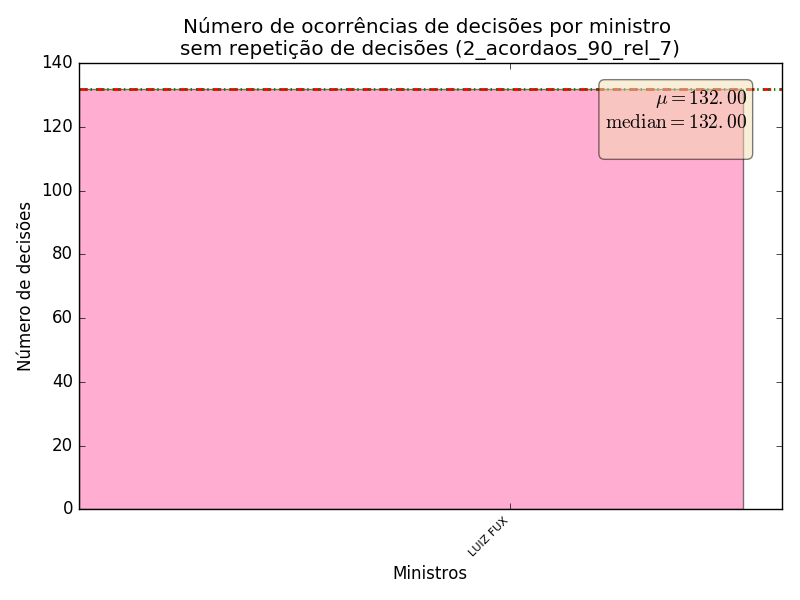 Número de ocorrências de decisões por ministro
sem repetição de decisões (2_acordaos_90_rel_7)
140
120
100
80
60
40
20
0
Número de decisões
μ = 132.00
median = 132.00
LUIZ FUX
Ministros